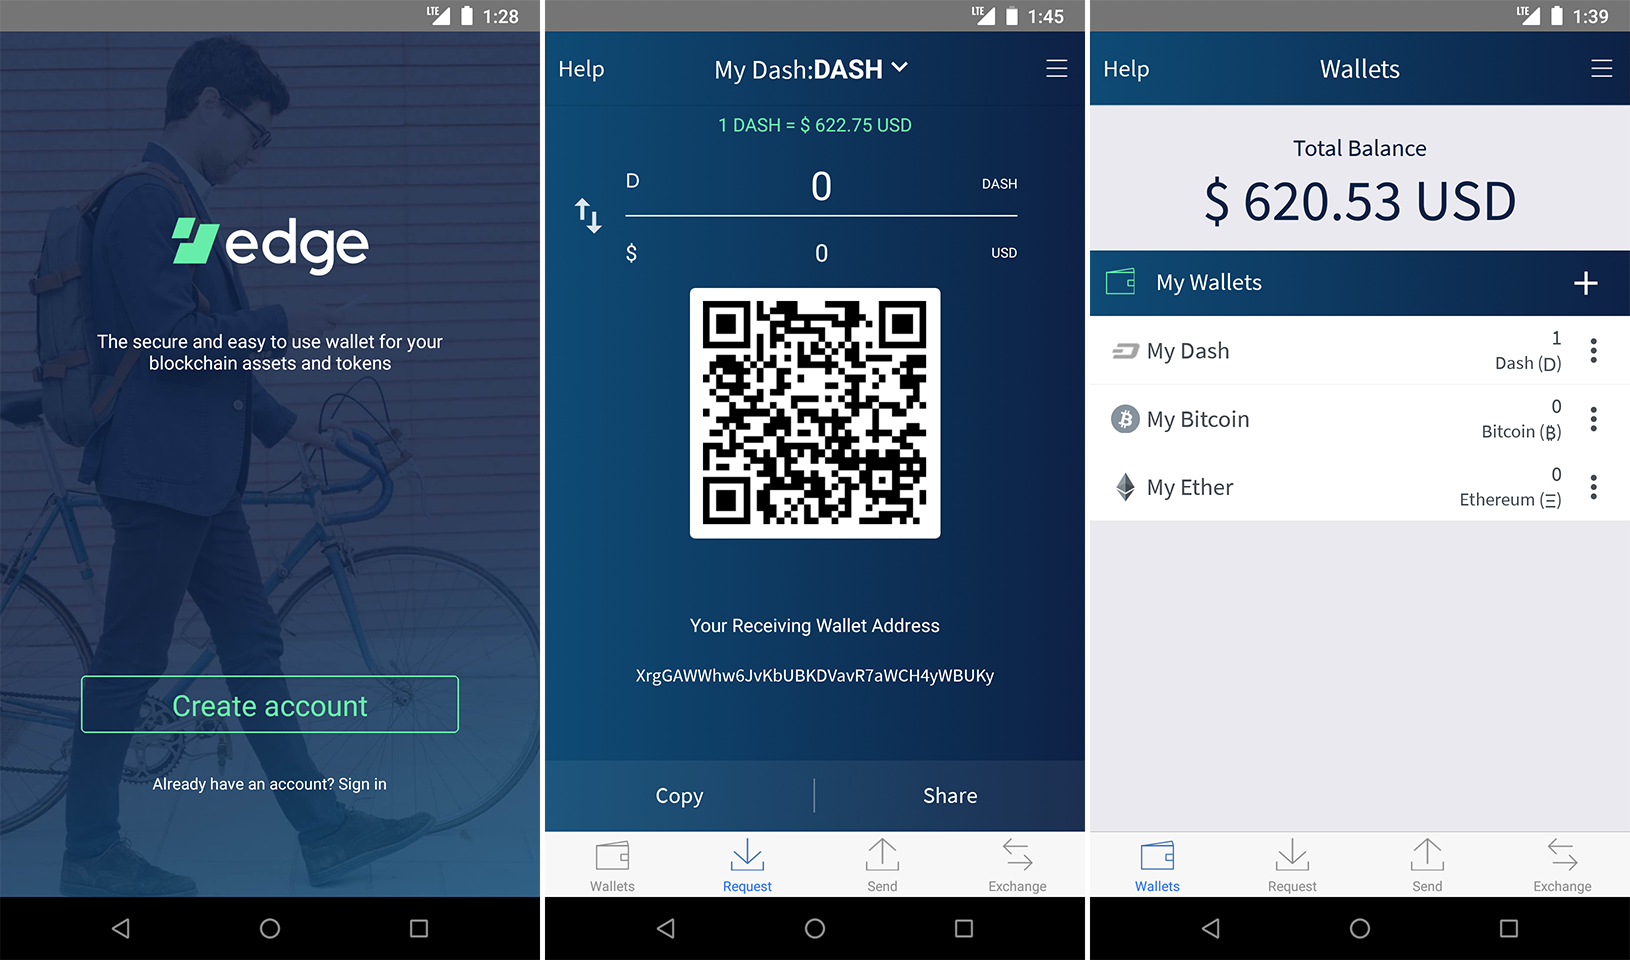 LTE 1:28
edge
The secure and easy to use wallet for your
blockchain assets and tokens
Create account
Already have an account? Sign in
LTE 1:45
Help My Dash:DASH
1 DASH = $ 622.75 USD
D 0 DASH
$ 0 USD
Your Receiving Wallet Address
XrgGAWWhw6JvKbUBKDVavR7aWCH4yWBUKy
Copy Share
Wallets Request Send Exchange
LTE 1:39
Help Wallets
Total Balance
$ 620.53 USD
My Wallets +
My Dash 1
Dash (D)
My Bitcoin 0
Bitcoin (₿)
My Ether 0
Ethereum (Ξ)
Wallets Request Send Exchange